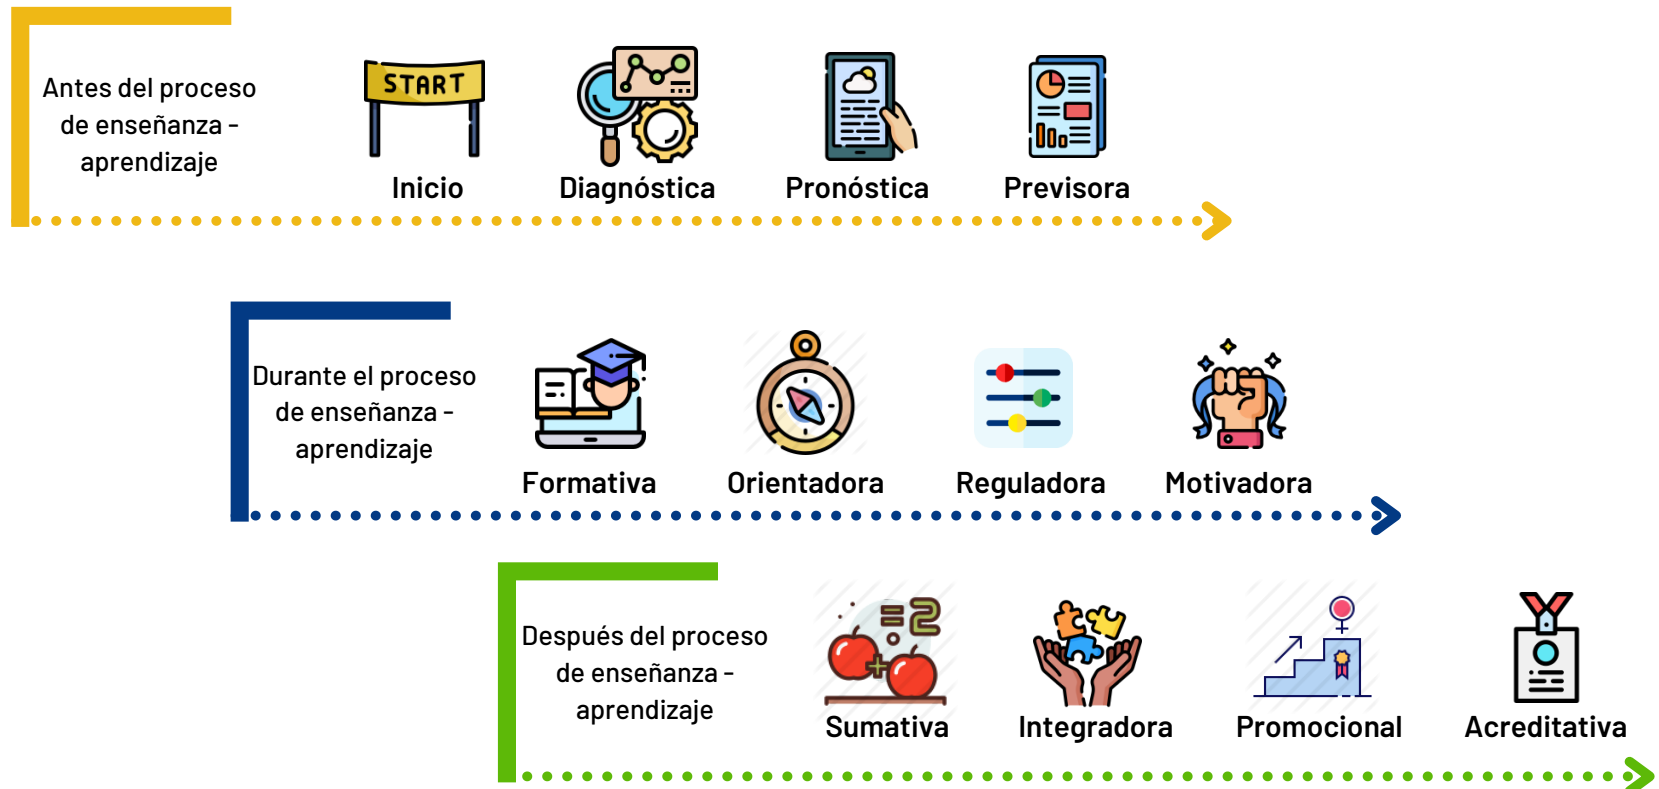 Antes del proceso
de enseñanza -
aprendizaje
START
Inicio
Diagnóstica
Pronóstica
Previsora
Durante el proceso
de enseñanza -
aprendizaje
Formativa
Orientadora
Reguladora
Motivadora
Después del proceso
de enseñanza -
aprendizaje
+ = 2
Sumativa
Integradora
Promocional
Acreditativa